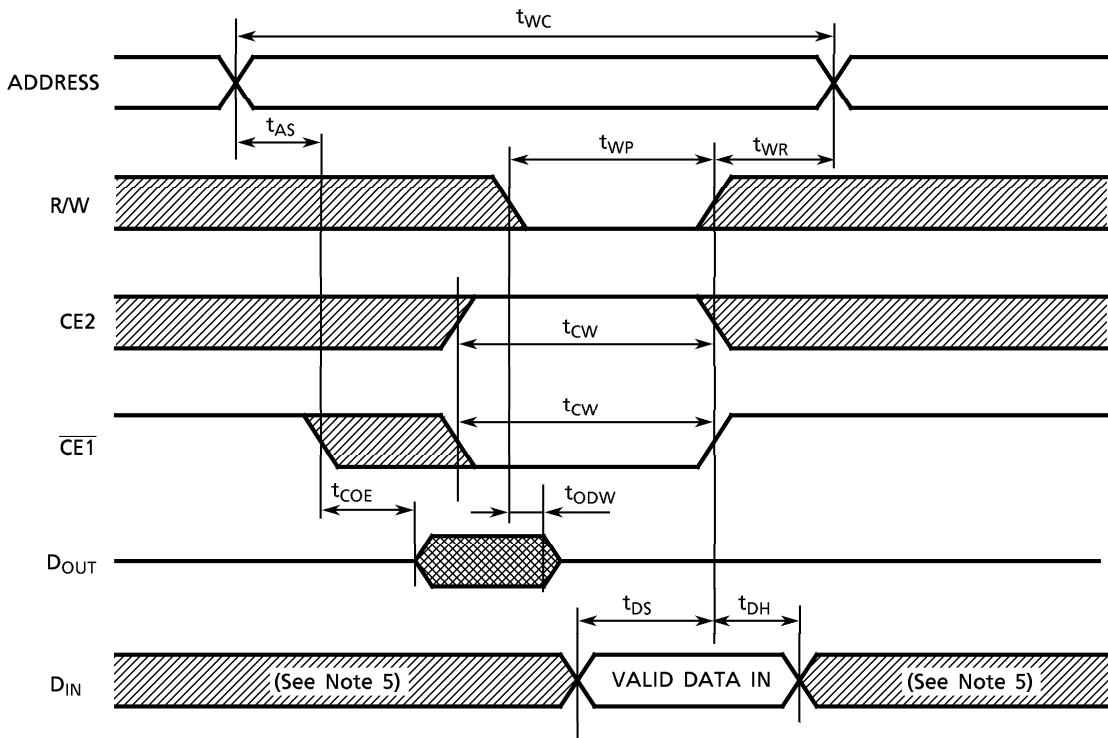 tWC
ADDRESS
tAS
tWP
tWR
R/W
CE2
tCW
tCW
CE1
tCOE
tODW
DOUT
tDS
tDH
DIN
(See Note 5)
VALID DATA IN
(See Note 5)